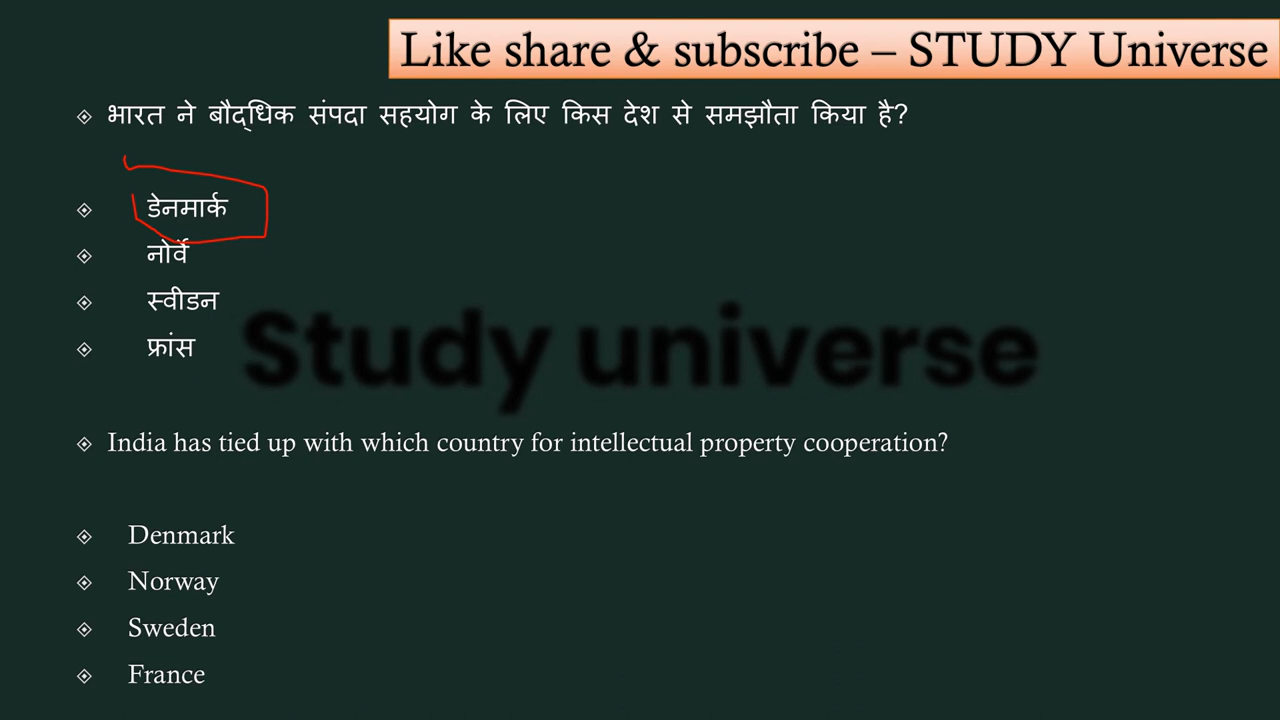 Like share & subscribe – STUDY Universe
भारत ने बौद्धिक संपदा सहयोग के लिए किस देश से समझौता किया है?
डेनमार्क
नोर्वे
स्वीडन
फ्रांस
Study universe
India has tied up with which country for intellectual property cooperation?
Denmark
Norway
Sweden
France